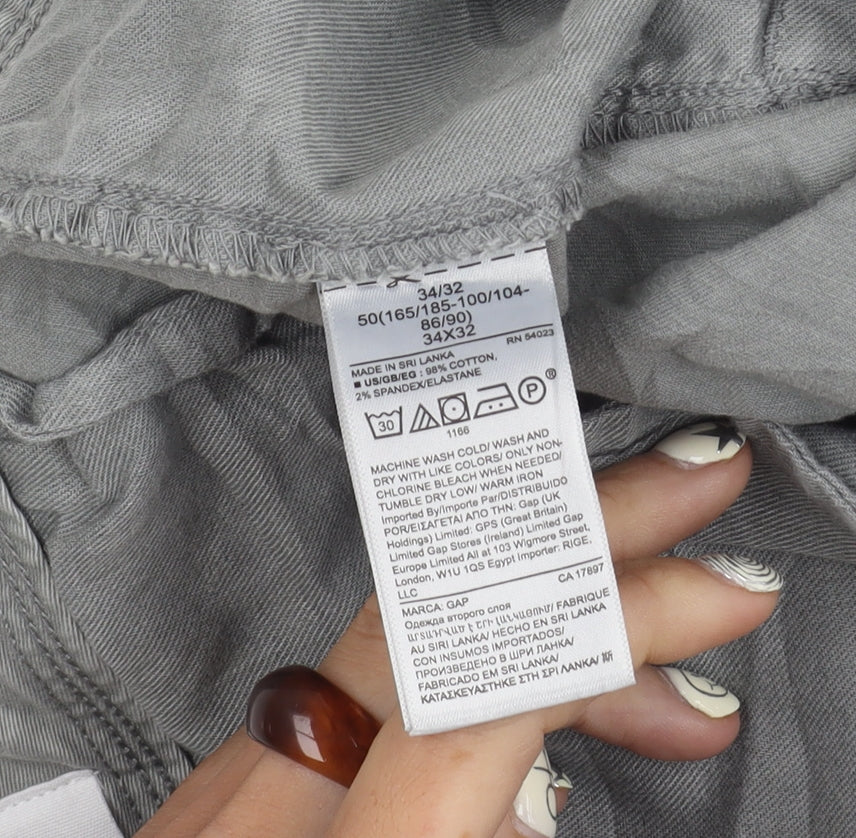 34/32
50(165/185-100/104-
86/90)
34X32
RN 54023
MADE IN SRI LANKA
■ US/GB/EG : 98% COTTON,
2% SPANDEX/ELASTANE
30
P
®
1166
MACHINE WASH COLD/ WASH AND
DRY WITH LIKE COLORS/ ONLY NON-
CHLORINE BLEACH WHEN NEEDED/
TUMBLE DRY LOW/ WARM IRON
Imported By/Importe Par/DISTRIBUIDO
POR/ΕΙΣΑΓΕΤΑΙ ΑΠΟ ΤΗΝ: Gap (UK
Holdings) Limited: GPS (Great Britain)
Limited Gap Stores (Ireland) Limited Gap
Europe Limited All at 103 Wigmore Street,
London, W1U 1QS Egypt Importer: RIGE,
LLC
CA 17897
MARCA: GAP
Одежда второго слоя
ԱՐՏԱԴՐՎԱԾ Է ՇՐԻ ԼԱՆԿԱՅՈՒՄ/ FABRIQUE
AU SIRI LANKA/ HECHO EN SRI LANKA
CON INSUMOS IMPORTADOS/
ПРОИЗВЕДЕНО В ШРИ ЛАНКА/
FABRICADO EM SRI LANKA/
ΚΑΤΑΣΚΕΥΑΣΤΗΚΕ ΣΤΗ ΣΡΙ ΛΑΝΚΑ/ 斯